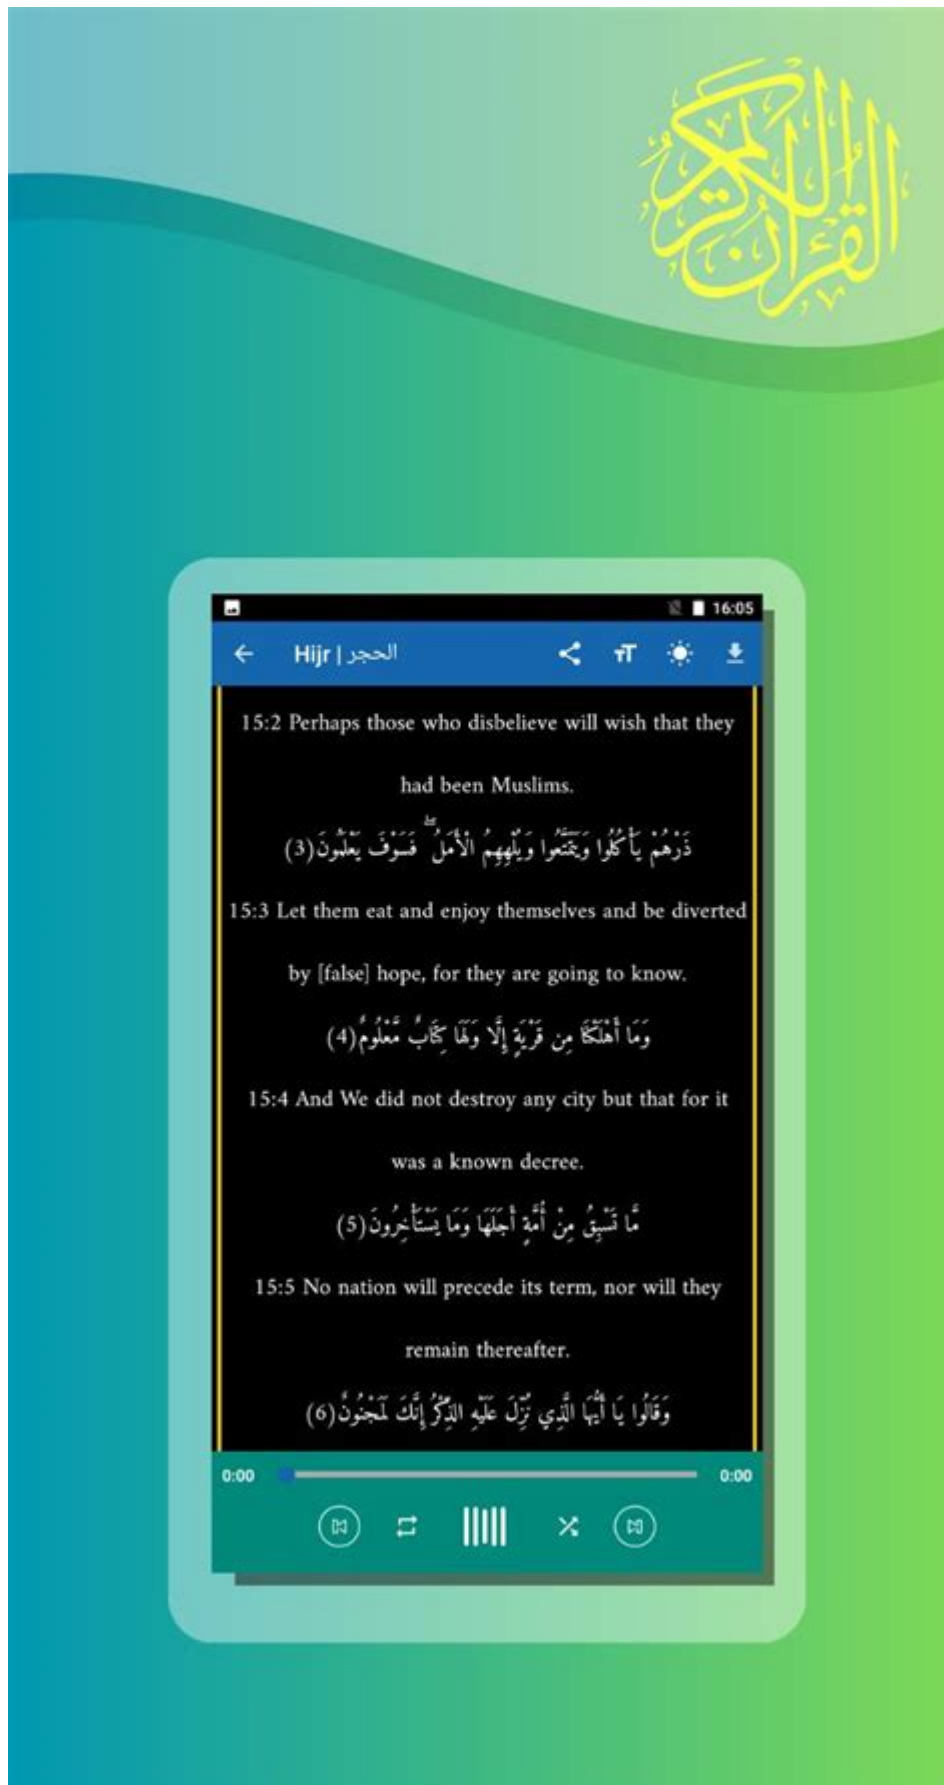 القرآن الكريم
16:05
Hijr | الحجر
15:2 Perhaps those who disbelieve will wish that they
had been Muslims.
ذَرْهُمْ يَأْكُلُوا وَيَتَمَتَّعُوا وَيُلْهِهِمُ الْأَمَلُ ۖ فَسَوْفَ يَعْلَمُونَ(3)
15:3 Let them eat and enjoy themselves and be diverted
by [false] hope, for they are going to know.
وَمَا أَهْلَكْنَا مِن قَرْيَةٍ إِلَّا وَلَهَا كِتَابٌ مَّعْلُومٌ(4)
15:4 And We did not destroy any city but that for it
was a known decree.
مَّا تَسْبِقُ مِنْ أُمَّةٍ أَجَلَهَا وَمَا يَسْتَأْخِرُونَ(5)
15:5 No nation will precede its term, nor will they
remain thereafter.
وَقَالُوا يَا أَيُّهَا الَّذِي نُزِّلَ عَلَيْهِ الذِّكْرُ إِنَّكَ لَمَجْنُونٌ(6)
0:00 0:00